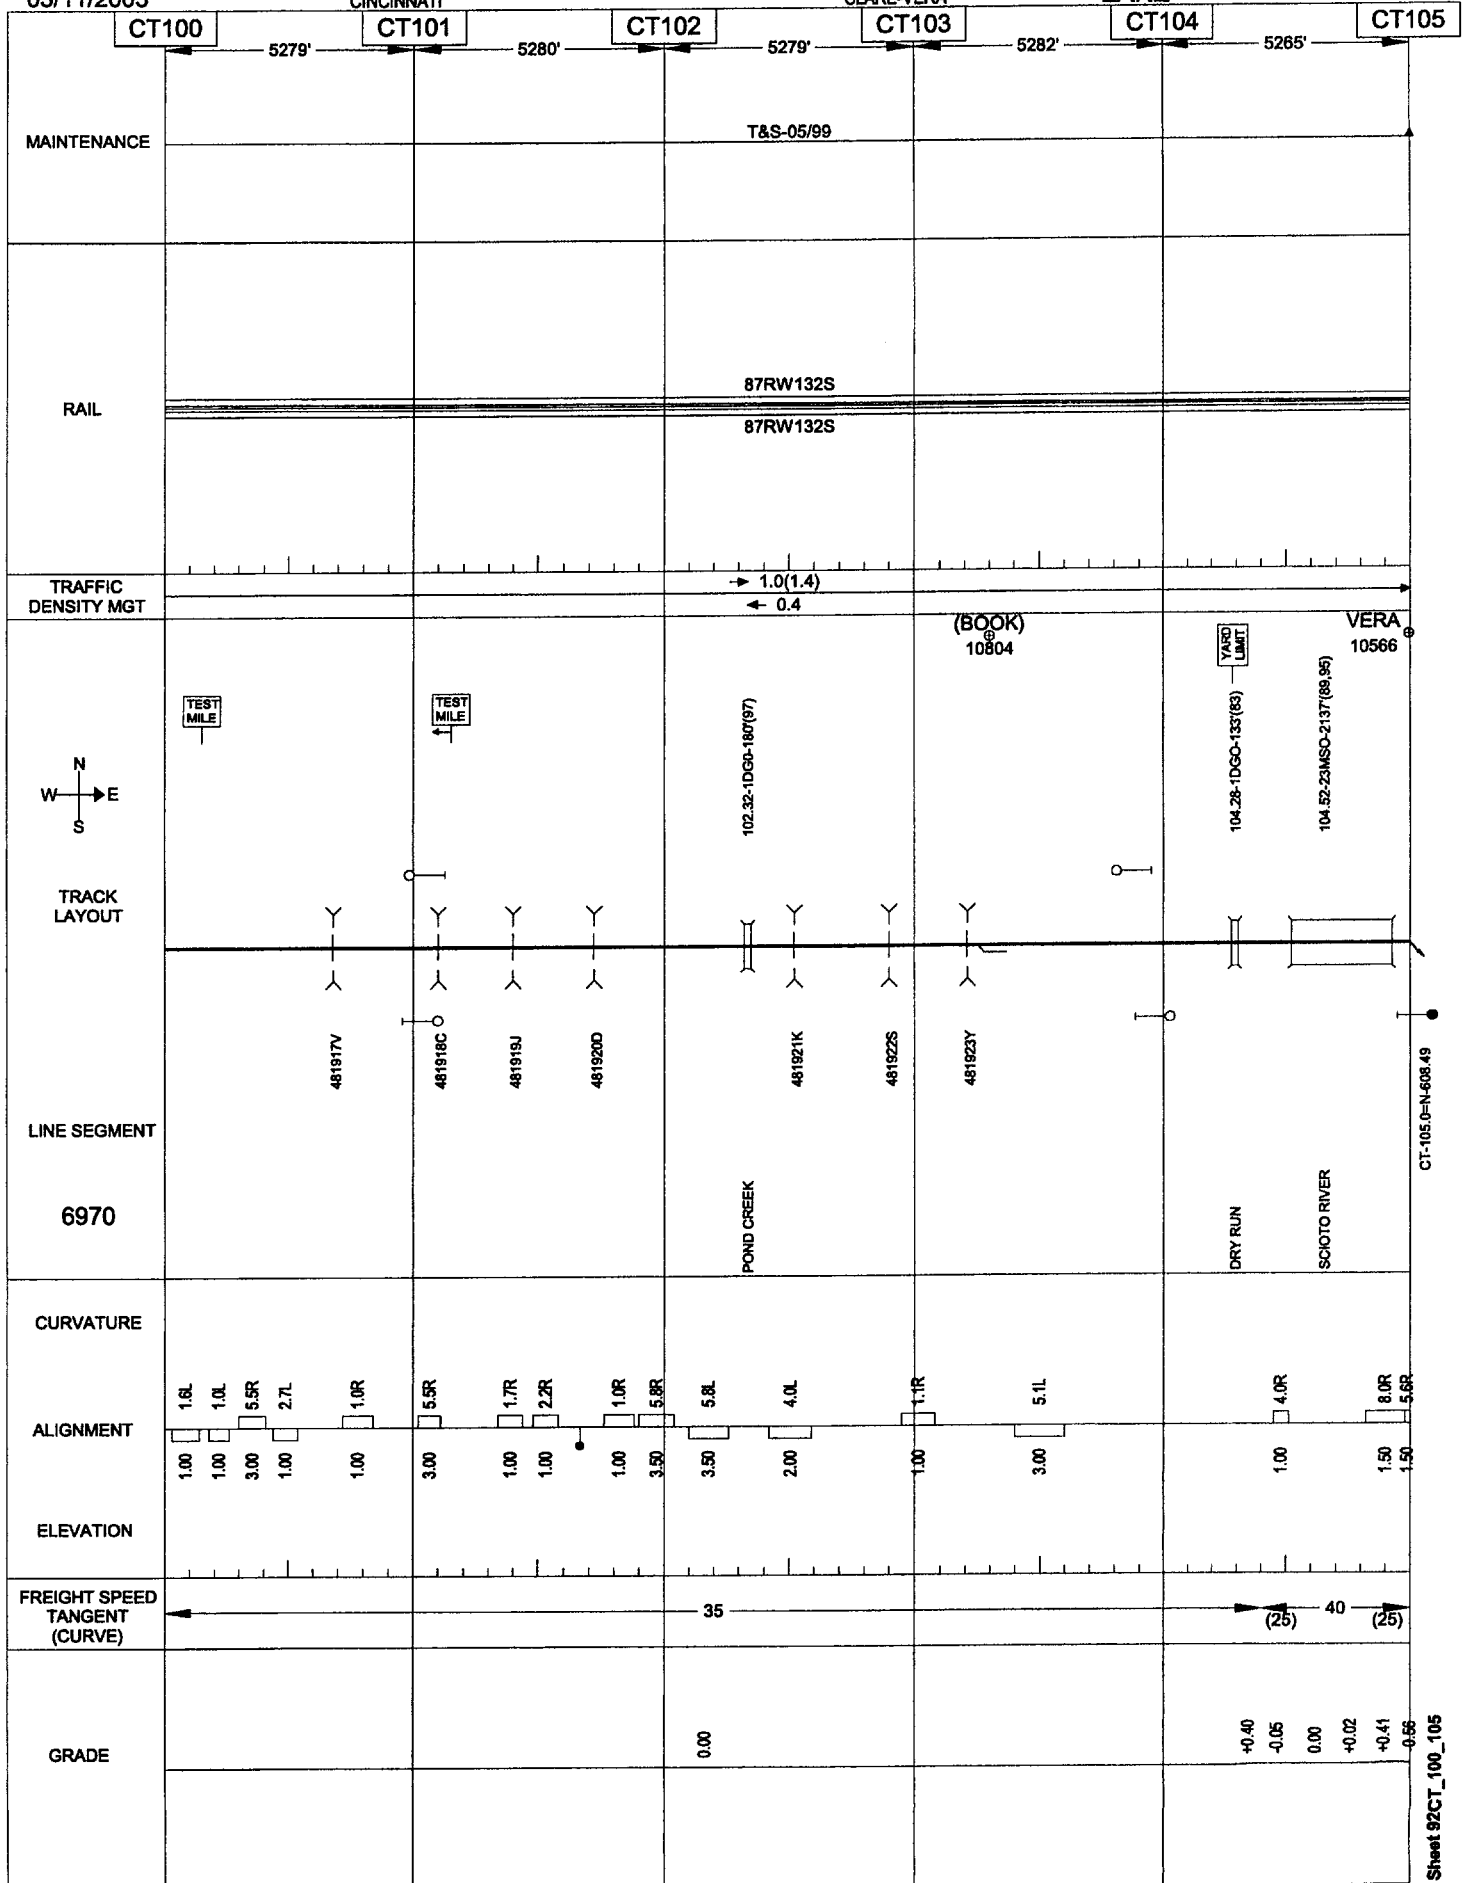 CINCINNATI
CT100
CT101
CT102
CT103
CT104
CT105
5279'
5280'
5279'
5282'
5265'
MAINTENANCE
T&S-05/99
RAIL
87RW132S
87RW132S
TRAFFIC
DENSITY MGT
1.0(1.4)
0.4
(BOOK)
10804
YARD
LIMIT
VERA
10566
TEST
MILE
TEST
MILE
102.32-1DG0-180'(97)
104.28-1DGO-133'(83)
104.52-23MSO-2137'(89,95)
N
W
E
S
TRACK
LAYOUT
481917V
481918C
481919J
481920D
481921K
481922S
481923Y
CT-105.0=N-608.49
LINE SEGMENT
6970
POND CREEK
DRY RUN
SCIOTO RIVER
CURVATURE
1.6L
1.0L
5.5R
2.7L
1.0R
5.5R
1.7R
2.2R
1.0R
5.8R
5.8L
4.0L
1.1R
5.1L
4.0R
8.0R
5.6R
ALIGNMENT
1.00
1.00
3.00
1.00
1.00
3.00
1.00
1.00
1.00
3.50
3.50
2.00
1.00
3.00
1.00
1.50
1.50
ELEVATION
FREIGHT SPEED
TANGENT
(CURVE)
35
(25)
40
(25)
GRADE
0.00
+0.40
-0.05
0.00
+0.02
+0.41
-0.56
Sheet 92CT_100_105